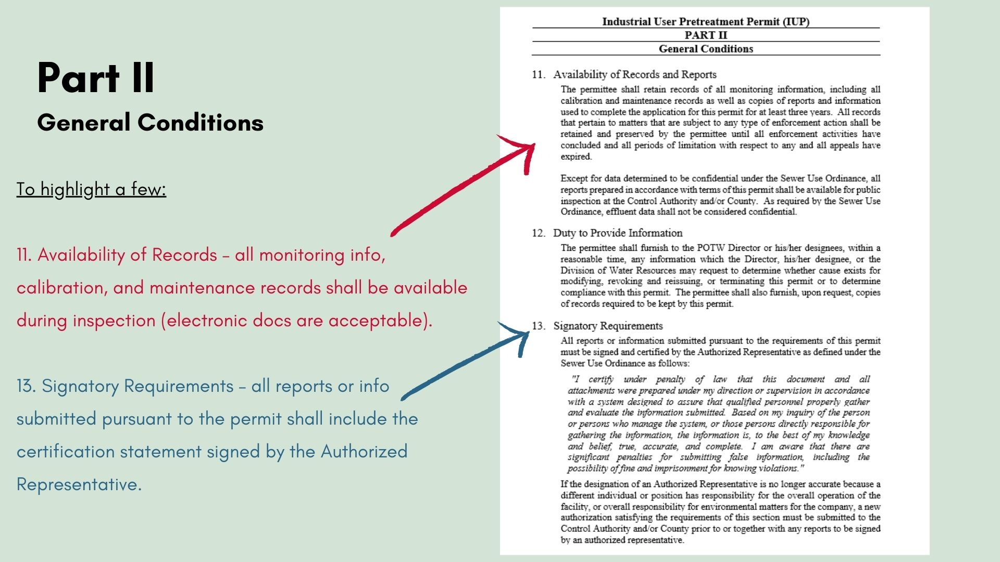 Part II
General Conditions
To highlight a few:
11. Availability of Records – all monitoring info,
calibration, and maintenance records shall be available
during inspection (electronic docs are acceptable).
13. Signatory Requirements – all reports or info
submitted pursuant to the permit shall include the
certification statement signed by the Authorized
Representative.
Industrial User Pretreatment Permit (IUP)
PART II
General Conditions
11. Availability of Records and Reports
The permittee shall retain records of all monitoring information, including all
calibration and maintenance records as well as copies of reports and information
used to complete the application for this permit for at least three years. All records
that pertain to matters that are subject to any type of enforcement action shall be
retained and preserved by the permittee until all enforcement activities have
concluded and all periods of limitation with respect to any and all appeals have
expired.
Except for data determined to be confidential under the Sewer Use Ordinance, all
reports prepared in accordance with terms of this permit shall be available for public
inspection at the Control Authority and/or County. As required by the Sewer Use
Ordinance, effluent data shall not be considered confidential.
12. Duty to Provide Information
The permittee shall furnish to the POTW Director or his/her designees, within a
reasonable time, any information which the Director, his/her designee, or the
Division of Water Resources may request to determine whether cause exists for
modifying, revoking and reissuing, or terminating this permit or to determine
compliance with this permit. The permittee shall also furnish, upon request, copies
of records required to be kept by this permit.
13. Signatory Requirements
All reports or information submitted pursuant to the requirements of this permit
must be signed and certified by the Authorized Representative as defined under the
Sewer Use Ordinance as follows:
"I certify under penalty of law that this document and all
attachments were prepared under my direction or supervision in accordance
with a system designed to assure that qualified personnel properly gather
and evaluate the information submitted. Based on my inquiry of the person
or persons who manage the system, or those persons directly responsible for
gathering the information, the information is, to the best of my knowledge
and belief, true, accurate, and complete. I am aware that there are
significant penalties for submitting false information, including the
possibility of fine and imprisonment for knowing violations."
If the designation of an Authorized Representative is no longer accurate because a
different individual or position has responsibility for the overall operation of the
facility, or overall responsibility for environmental matters for the company, a new
authorization satisfying the requirements of this section must be submitted to the
Control Authority and/or County prior to or together with any reports to be signed
by an authorized representative.